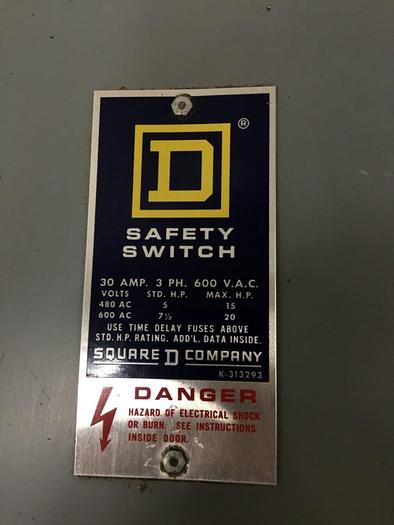 D ®
SAFETY
SWITCH
30 AMP. 3 PH. 600 V.A.C.
VOLTS STD. H.P. MAX. H.P.
480 AC 5 15
600 AC 7½ 20
USE TIME DELAY FUSES ABOVE
STD. H.P. RATING. ADD'L. DATA INSIDE.
SQUARE D COMPANY
K-313293
DANGER
HAZARD OF ELECTRICAL SHOCK
OR BURN. SEE INSTRUCTIONS
INSIDE DOOR.